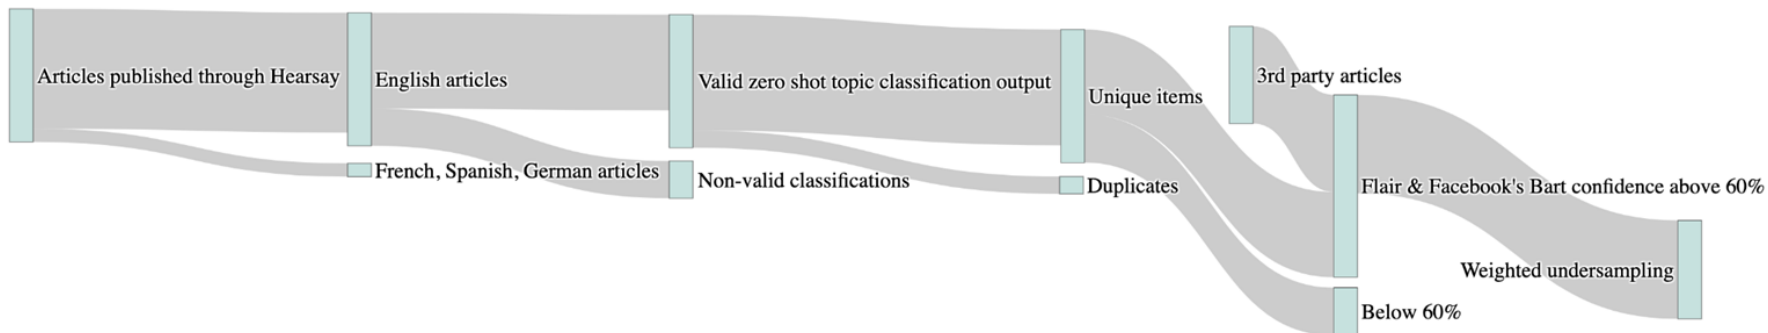 Articles published through Hearsay
English articles
French, Spanish, German articles
Valid zero shot topic classification output
Non-valid classifications
Unique items
Duplicates
3rd party articles
Flair & Facebook's Bart confidence above 60%
Below 60%
Weighted undersampling